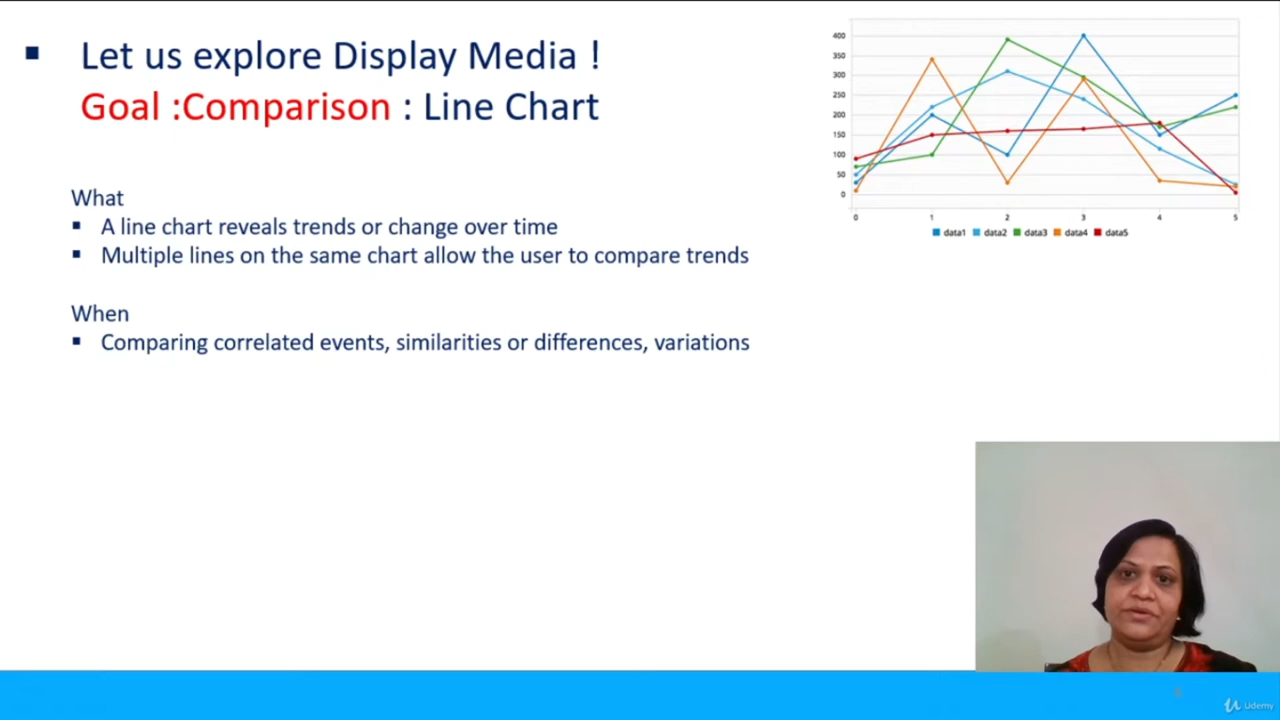 ▪ Let us explore Display Media !
Goal :Comparison : Line Chart
What
▪ A line chart reveals trends or change over time
▪ Multiple lines on the same chart allow the user to compare trends
When
▪ Comparing correlated events, similarities or differences, variations
400
350
300
250
200
150
100
50
0
0 1 2 3 4 5
data1 data2 data3 data4 data5
Udemy